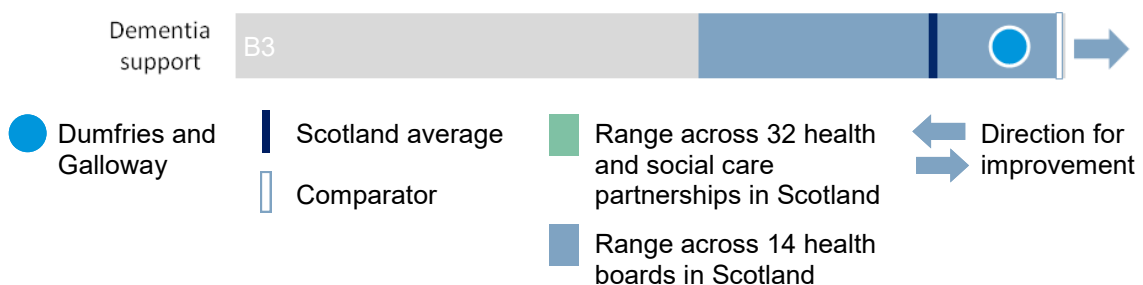 Dementia
support
B3
Dumfries and
Galloway
Scotland average
Comparator
Range across 32 health
and social care
partnerships in Scotland
Range across 14 health
boards in Scotland
Direction for
improvement